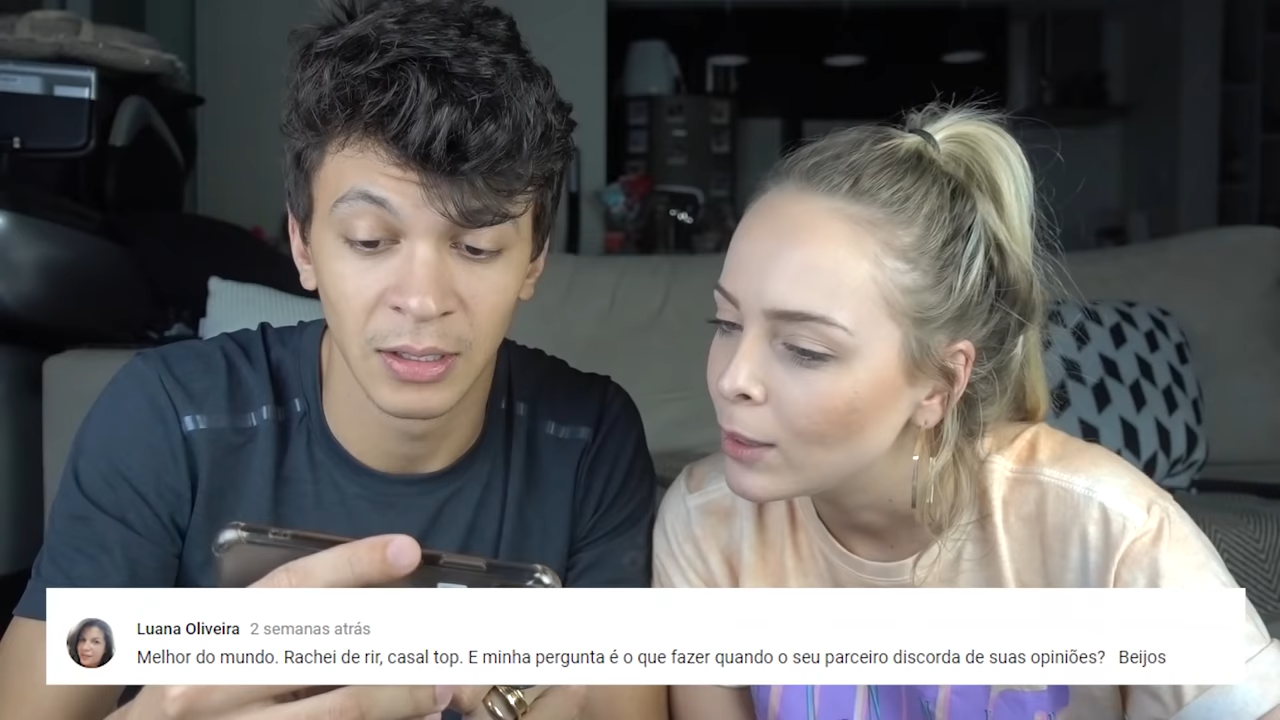 Luana Oliveira 2 semanas atrás
Melhor do mundo. Rachei de rir, casal top. E minha pergunta é o que fazer quando o seu parceiro discorda de suas opiniões? Beijos